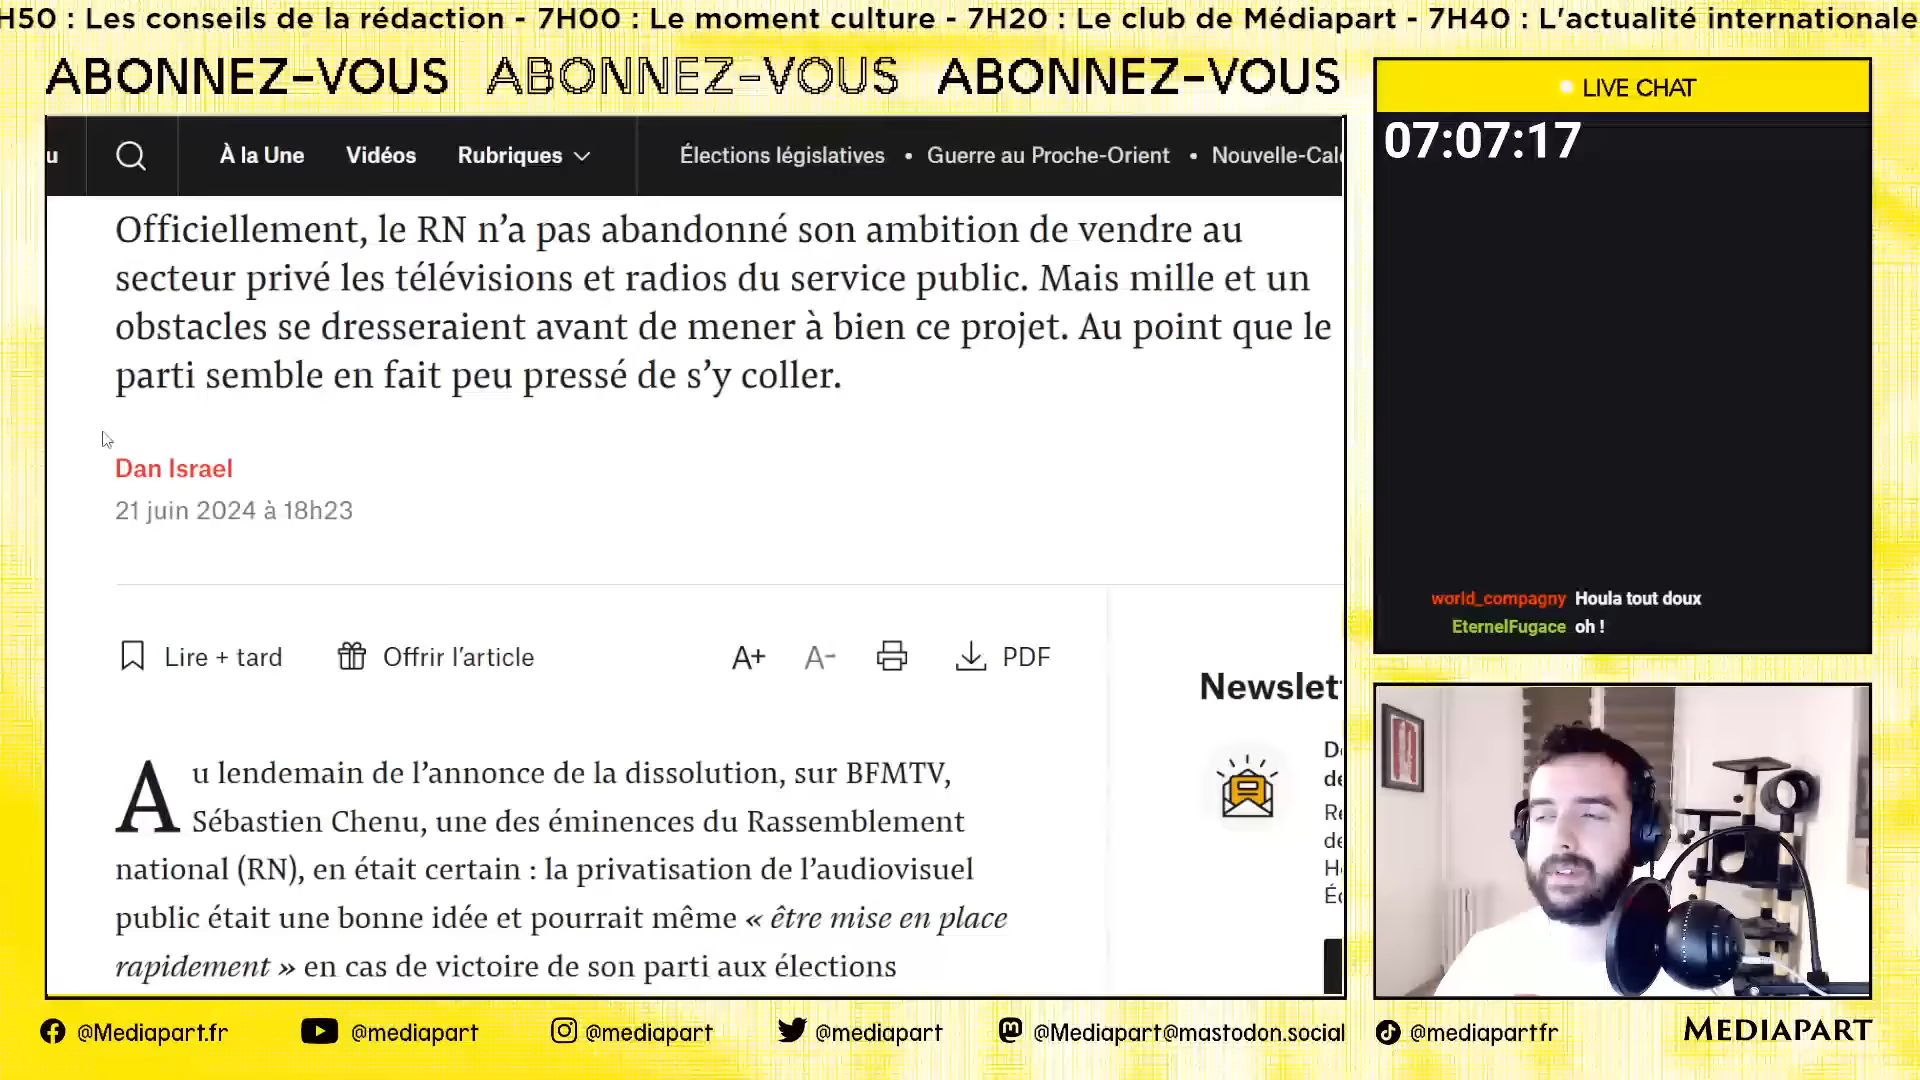 H50 : Les conseils de la rédaction - 7H00 : Le moment culture - 7H20 : Le club de Médiapart - 7H40 : L'actualité internationale
ABONNEZ-VOUS ABONNEZ-VOUS ABONNEZ-VOUS
LIVE CHAT
07:07:17
u
À la Une Vidéos Rubriques Élections législatives • Guerre au Proche-Orient • Nouvelle-Cal
Officiellement, le RN n’a pas abandonné son ambition de vendre au
secteur privé les télévisions et radios du service public. Mais mille et un
obstacles se dresseraient avant de mener à bien ce projet. Au point que le
parti semble en fait peu pressé de s’y coller.
Dan Israel
21 juin 2024 à 18h23
Lire + tard Offrir l’article A+ A- PDF
Newslet
Au lendemain de l’annonce de la dissolution, sur BFMTV,
Sébastien Chenu, une des éminences du Rassemblement
national (RN), en était certain : la privatisation de l’audiovisuel
public était une bonne idée et pourrait même « être mise en place
rapidement » en cas de victoire de son parti aux élections
de
Re
de
world_compagny Houla tout doux
EternelFugace oh !
@Mediapart.fr @mediapart @mediapart @mediapart @Mediapart@mastodon.social @mediapartfr MEDIAPART